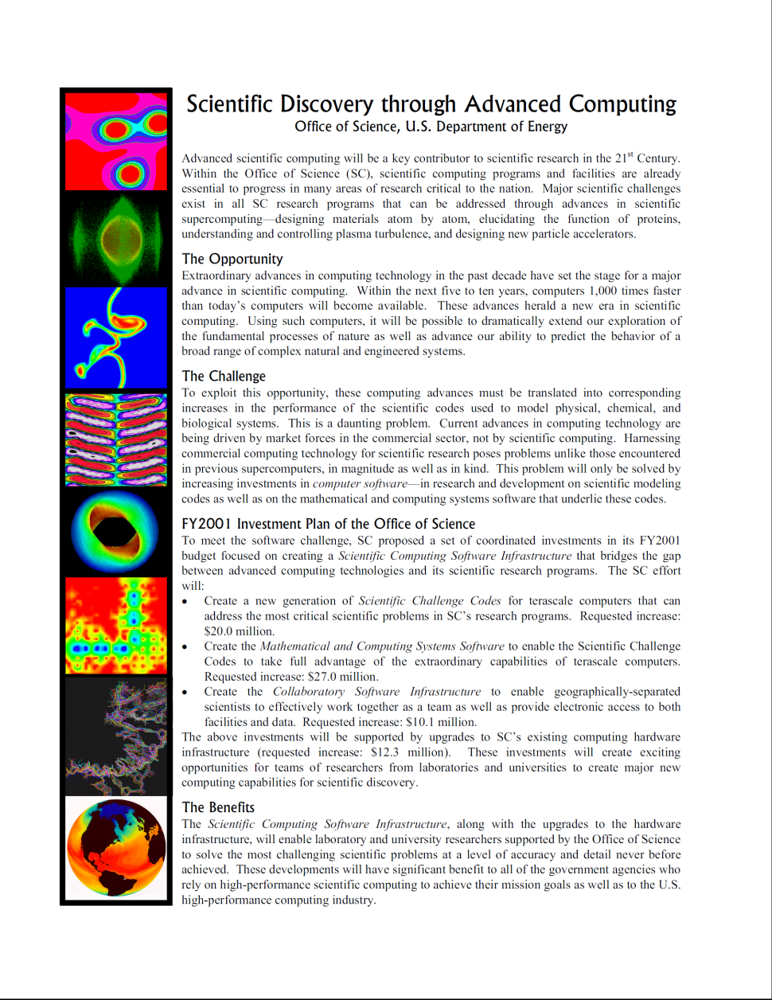 Scientific Discovery through Advanced Computing
Office of Science, U.S. Department of Energy
Advanced scientific computing will be a key contributor to scientific research in the 21st Century.
Within the Office of Science (SC), scientific computing programs and facilities are already
essential to progress in many areas of research critical to the nation. Major scientific challenges
exist in all SC research programs that can be addressed through advances in scientific
supercomputing—designing materials atom by atom, elucidating the function of proteins,
understanding and controlling plasma turbulence, and designing new particle accelerators.
The Opportunity
Extraordinary advances in computing technology in the past decade have set the stage for a major
advance in scientific computing. Within the next five to ten years, computers 1,000 times faster
than today's computers will become available. These advances herald a new era in scientific
computing. Using such computers, it will be possible to dramatically extend our exploration of
the fundamental processes of nature as well as advance our ability to predict the behavior of a
broad range of complex natural and engineered systems.
The Challenge
To exploit this opportunity, these computing advances must be translated into corresponding
increases in the performance of the scientific codes used to model physical, chemical, and
biological systems. This is a daunting problem. Current advances in computing technology are
being driven by market forces in the commercial sector, not by scientific computing. Harnessing
commercial computing technology for scientific research poses problems unlike those encountered
in previous supercomputers, in magnitude as well as in kind. This problem will only be solved by
increasing investments in computer software—in research and development on scientific modeling
codes as well as on the mathematical and computing systems software that underlie these codes.
FY2001 Investment Plan of the Office of Science
To meet the software challenge, SC proposed a set of coordinated investments in its FY2001
budget focused on creating a Scientific Computing Software Infrastructure that bridges the gap
between advanced computing technologies and its scientific research programs. The SC effort
will:
• Create a new generation of Scientific Challenge Codes for terascale computers that can
address the most critical scientific problems in SC's research programs. Requested increase:
$20.0 million.
• Create the Mathematical and Computing Systems Software to enable the Scientific Challenge
Codes to take full advantage of the extraordinary capabilities of terascale computers.
Requested increase: $27.0 million.
• Create the Collaboratory Software Infrastructure to enable geographically-separated
scientists to effectively work together as a team as well as provide electronic access to both
facilities and data. Requested increase: $10.1 million.
The above investments will be supported by upgrades to SC's existing computing hardware
infrastructure (requested increase: $12.3 million). These investments will create exciting
opportunities for teams of researchers from laboratories and universities to create major new
computing capabilities for scientific discovery.
The Benefits
The Scientific Computing Software Infrastructure, along with the upgrades to the hardware
infrastructure, will enable laboratory and university researchers supported by the Office of Science
to solve the most challenging scientific problems at a level of accuracy and detail never before
achieved. These developments will have significant benefit to all of the government agencies who
rely on high-performance scientific computing to achieve their mission goals as well as to the U.S.
high-performance computing industry.